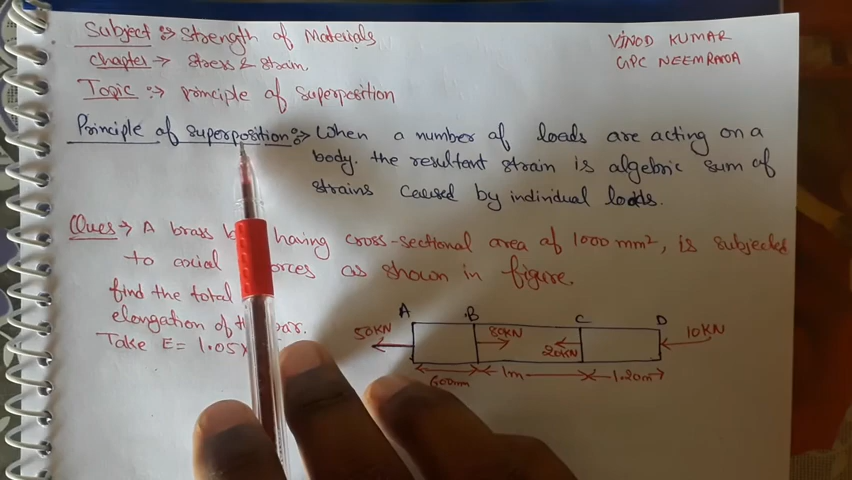 Subject :-> Strength of Materials
VINOD KUMAR
Chapter -> stress & strain.
GPC NEEMRANA
Topic :-> principle of superposition
Principle of superposition :-> When a number of loads are acting on a
body. the resultant strain is algebric sum of
strains caused by individual loads.
Ques -> A brass having cross-sectional area of 1000 mm², is subjected
to axial forces as shown in figure.
find the total
elongation of the bar.
Take E = 1.05x
A B C D
50KN 80KN 20KN 10KN
600mm 1m 1.20m